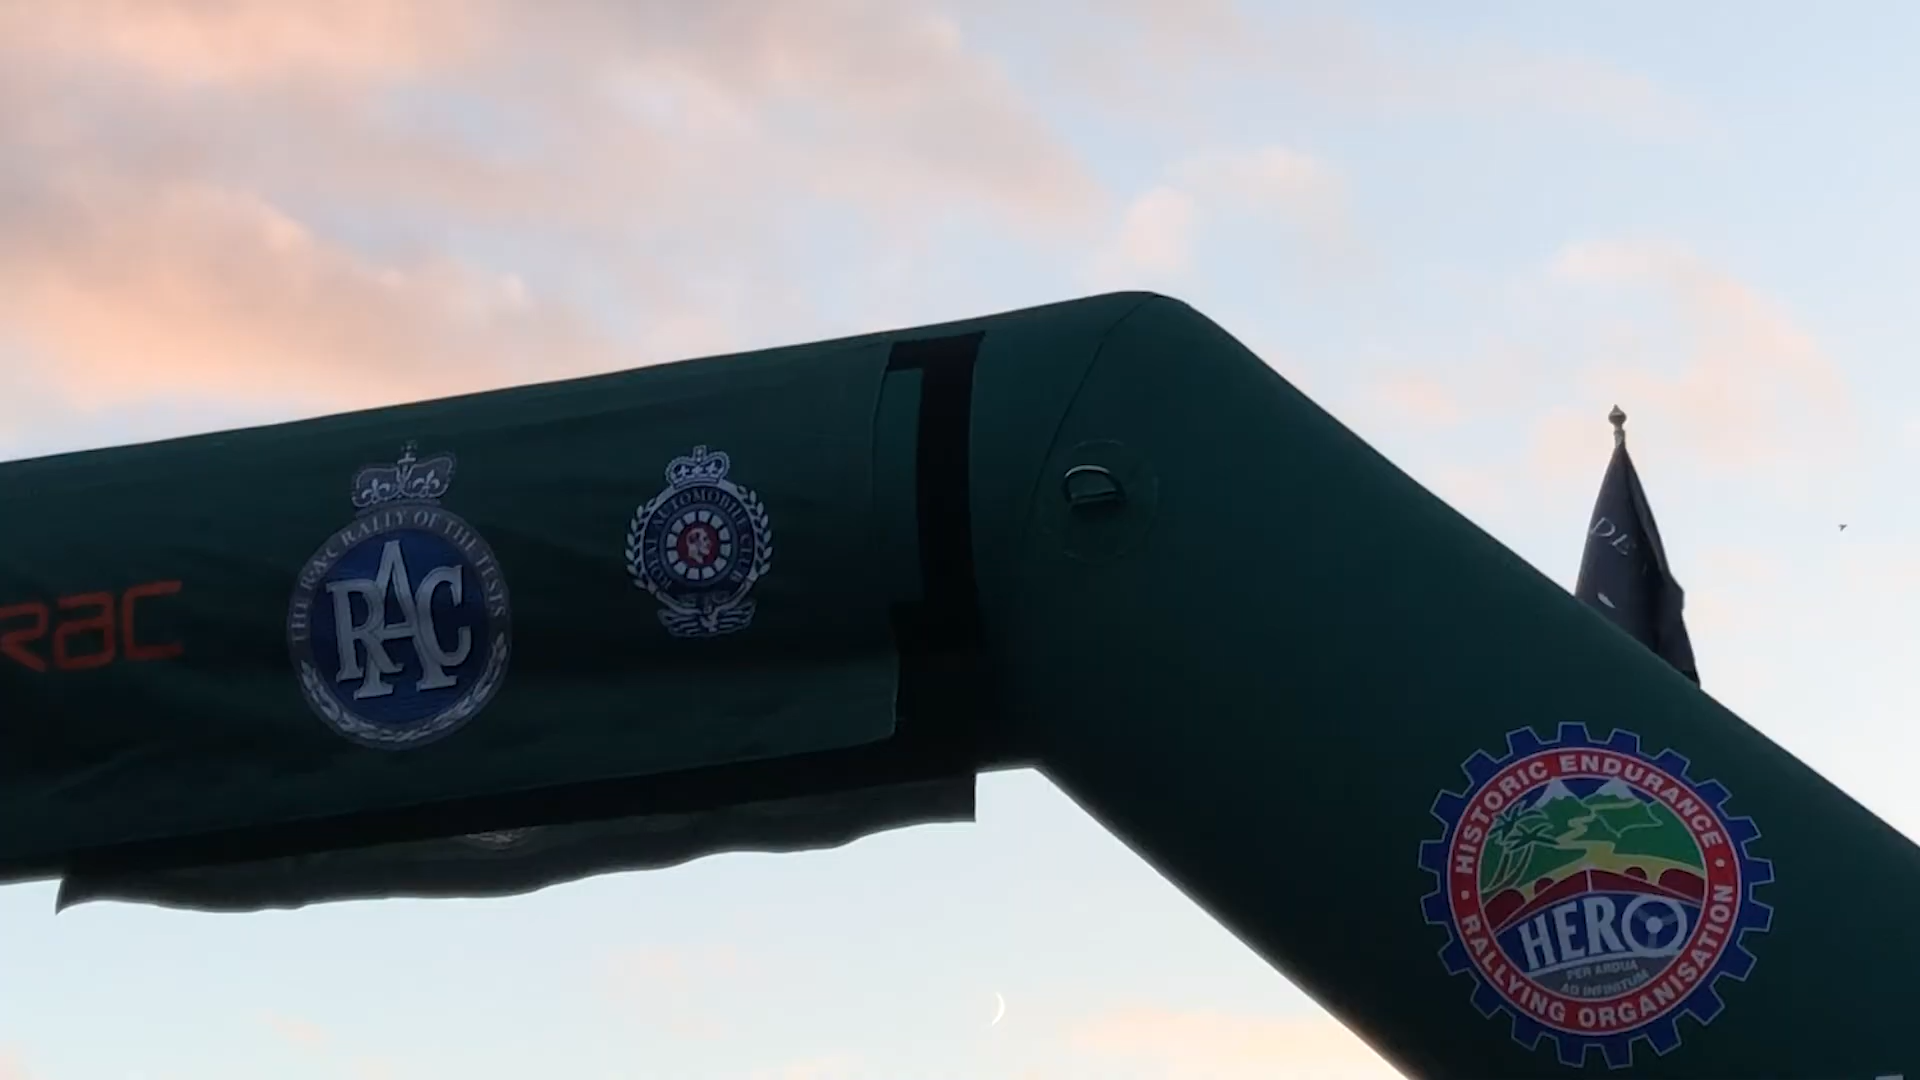 rac
THE RAC RALLY OF THE TESTS
RAC
ROYAL AUTOMOBILE CLUB
DE
HISTORIC ENDURANCE
HERO
PER ARDUA
AD INFINITUM
RALLYING ORGANISATION